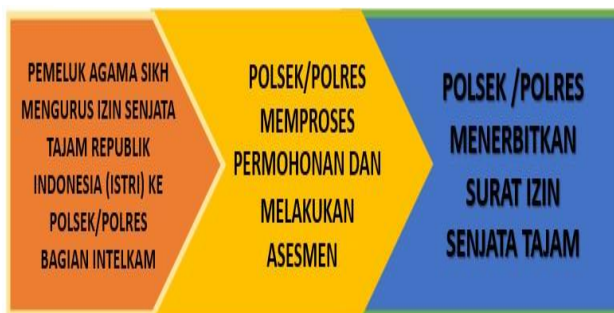 PEMELUK AGAMA SIKH
MENGURUS IZIN SENJATA
TAJAM REPUBLIK
INDONESIA (ISTRI) KE
POLSEK/POLRES
BAGIAN INTELKAM
POLSEK/POLRES
MEMPROSES
PERMOHONAN DAN
MELAKUKAN
ASESMEN
POLSEK /POLRES
MENERBITKAN
SURAT IZIN
SENJATA TAJAM